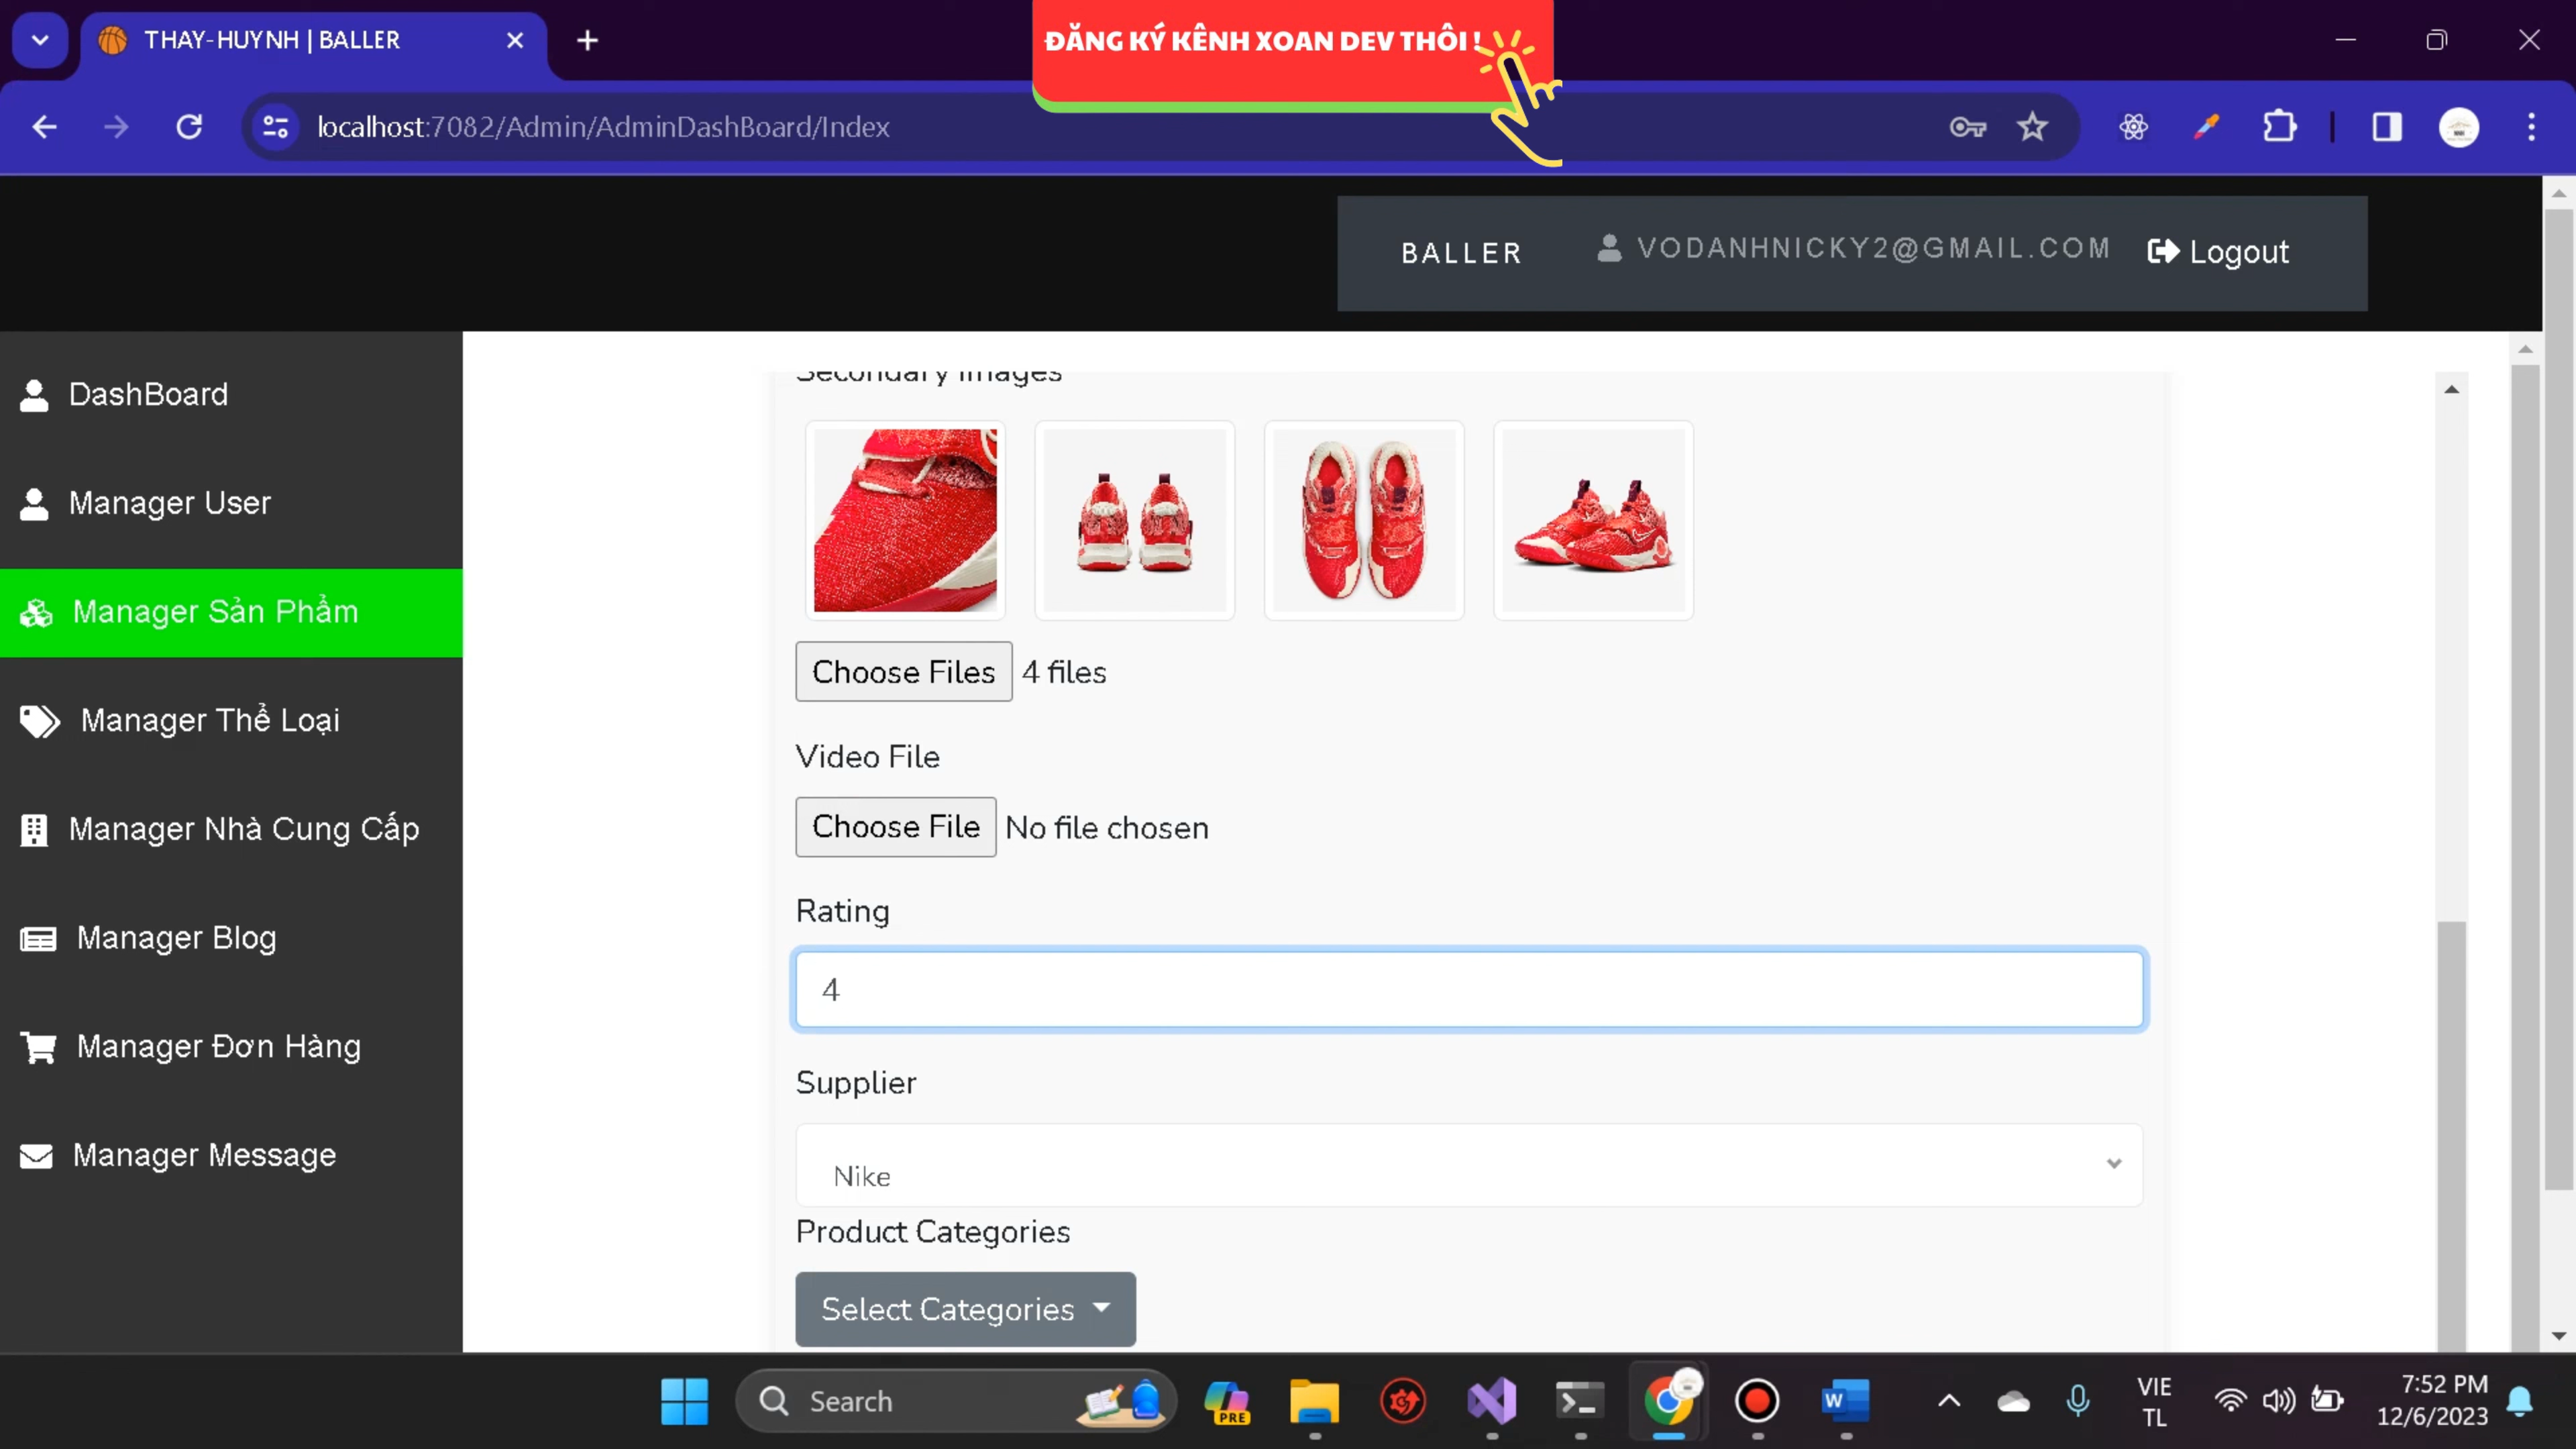 THAY-HUYNH | BALLER
ĐĂNG KÝ KÊNH XOAN DEV THÔI !
localhost:7082/Admin/AdminDashBoard/Index
BALLER
VODANHNICKY2@GMAIL.COM
Logout
DashBoard
Manager User
Manager Sản Phẩm
Manager Thể Loại
Manager Nhà Cung Cấp
Manager Blog
Manager Đơn Hàng
Manager Message
Secondary Images
Choose Files 4 files
Video File
Choose File No file chosen
Rating
4
Supplier
Nike
Product Categories
Select Categories
Search
PRE
VIE
TL
7:52 PM
12/6/2023